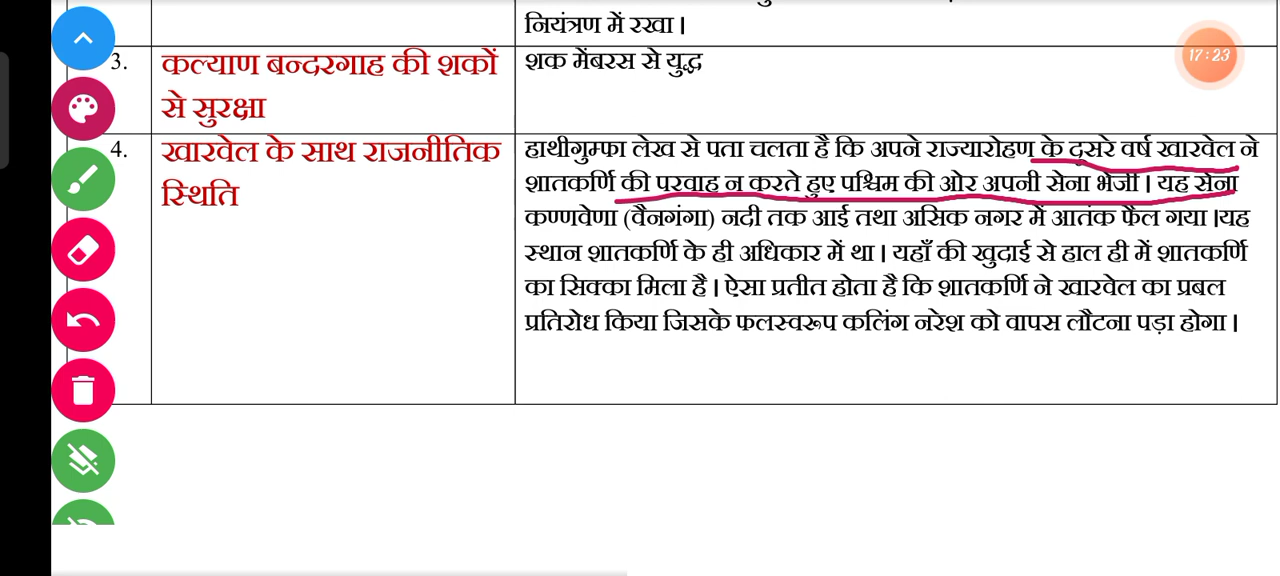 नियंत्रण में रखा।
17:23
3. कल्याण बन्दरगाह की शकों शक मेंबरस से युद्ध
से सुरक्षा
4. खारवेल के साथ राजनीतिक हाथीगुम्फा लेख से पता चलता है कि अपने राज्यारोहण के दूसरे वर्ष खारवेल ने
स्थिति शातकर्णि की परवाह न करते हुए पश्चिम की ओर अपनी सेना भेजी। यह सेना
कण्णवेणा (वैनगंगा) नदी तक आई तथा असिक नगर में आतंक फैल गया।यह
स्थान शातकर्णि के ही अधिकार में था। यहाँ की खुदाई से हाल ही में शातकर्णि
का सिक्का मिला है। ऐसा प्रतीत होता है कि शातकर्णि ने खारवेल का प्रबल
प्रतिरोध किया जिसके फलस्वरूप कलिंग नरेश को वापस लौटना पड़ा होगा।